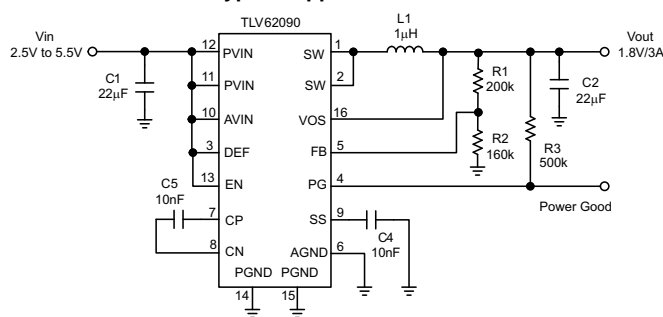 TLV62090
Vin
2.5V to 5.5V
C1
22μF
12 PVIN
11 PVIN
10 AVIN
3 DEF
13 EN
C5
10nF
7 CP
8 CN
PGND PGND
14 15
SW 1
SW 2
VOS 16
FB 5
PG 4
SS 9
AGND 6
L1
1μH
R1
200k
R2
160k
R3
500k
C2
22μF
C4
10nF
Vout
1.8V/3A
Power Good